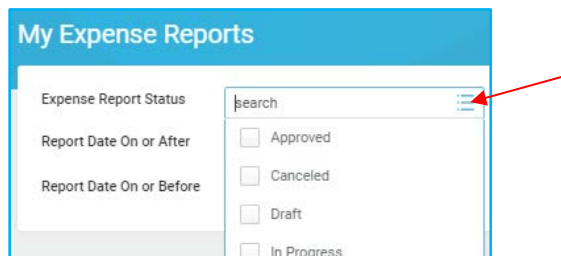 My Expense Reports
Expense Report Status
search
Approved
Report Date On or After
Canceled
Report Date On or Before
Draft
In Progress